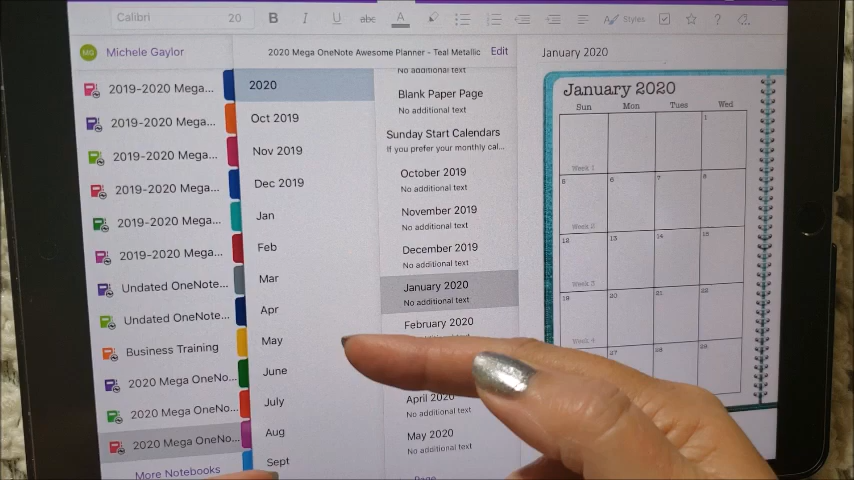 Calibri
20
B
I
U
abc
A
Styles
?
MG
Michele Gaylor
2020 Mega OneNote Awesome Planner - Teal Metallic
Edit
January 2020
2019-2020 Mega...
2019-2020 Mega...
2019-2020 Mega...
2019-2020 Mega...
2019-2020 Mega...
2019-2020 Mega...
Undated OneNote...
Undated OneNote...
Business Training
2020 Mega OneNo...
2020 Mega OneNo...
2020 Mega OneNo...
More Notebooks
2020
Oct 2019
Nov 2019
Dec 2019
Jan
Feb
Mar
Apr
May
June
July
Aug
Sept
No additional text
Blank Paper Page
No additional text
Sunday Start Calendars
If you prefer your monthly cal...
October 2019
No additional text
November 2019
No additional text
December 2019
No additional text
January 2020
No additional text
February 2020
April 2020
No additional text
May 2020
No additional text
January 2020
Sun Mon Tues Wed
1
Week 1
5 6 7 8
Week 2
12 13 14 15
Week 3
19 20 21 22
Week 4
27 28 29